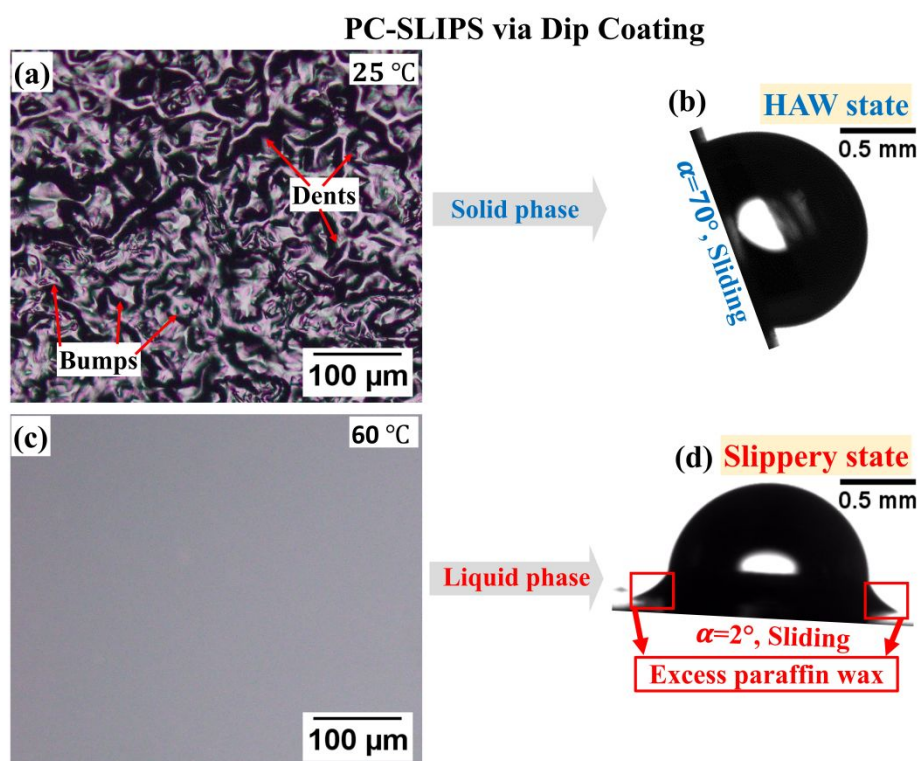 PC-SLIPS via Dip Coating
(a)
25 °C
Dents
Bumps
100 µm
Solid phase
(b)
HAW state
0.5 mm
α=70°, Sliding
(c)
60 °C
100 µm
Liquid phase
(d)
Slippery state
0.5 mm
α=2°, Sliding
Excess paraffin wax